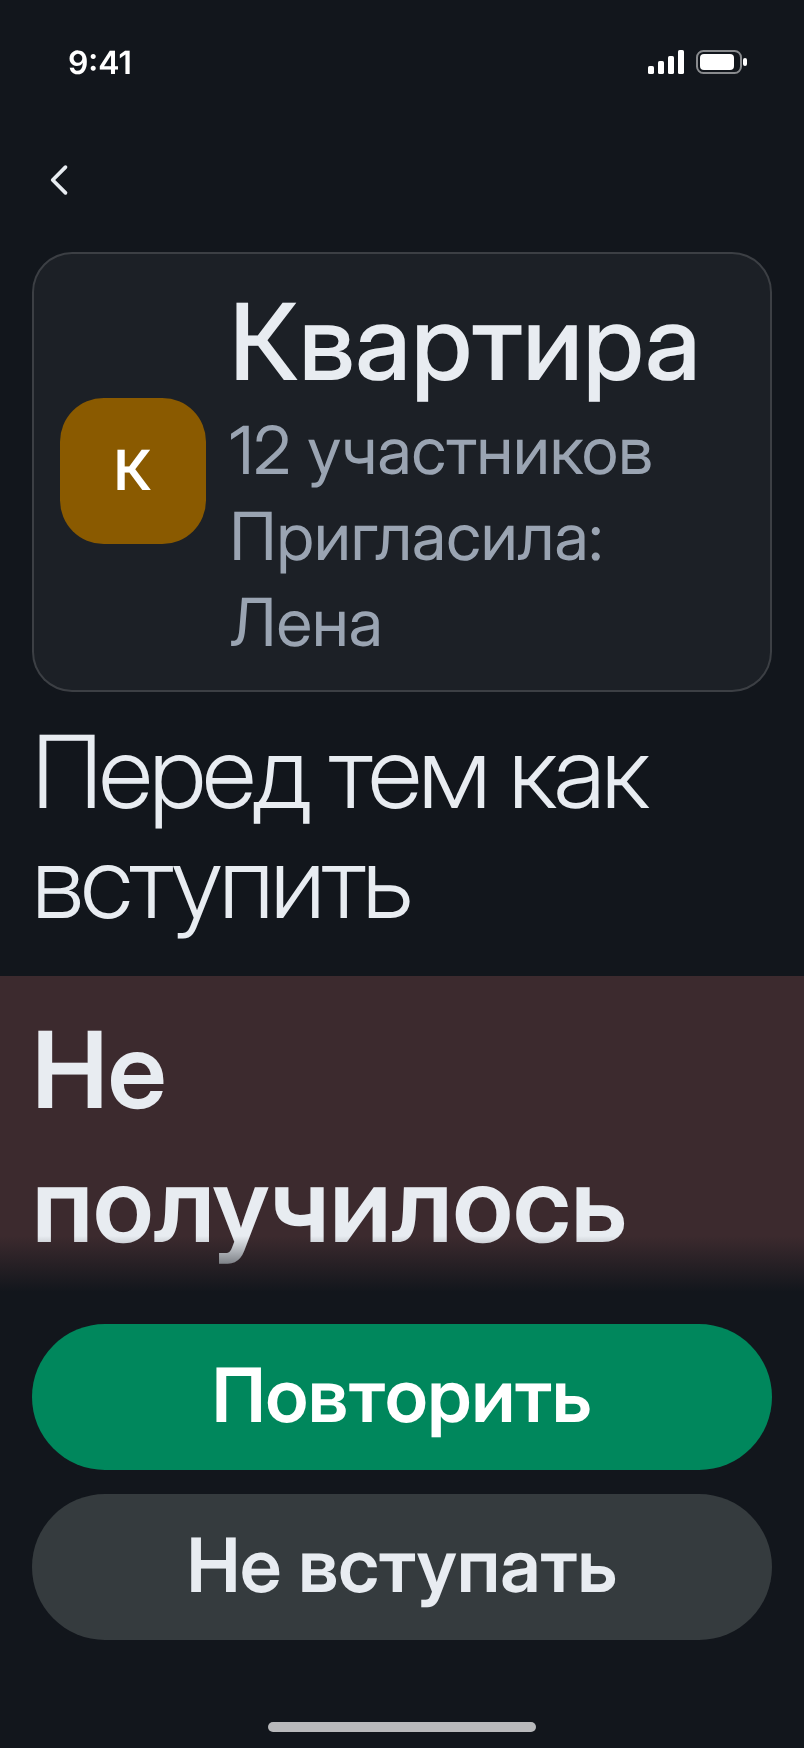 9:41
Квартира
К
12 участников
Пригласила:
Лена
Перед тем как
вступить
Не
получилось
Повторить
Не вступать